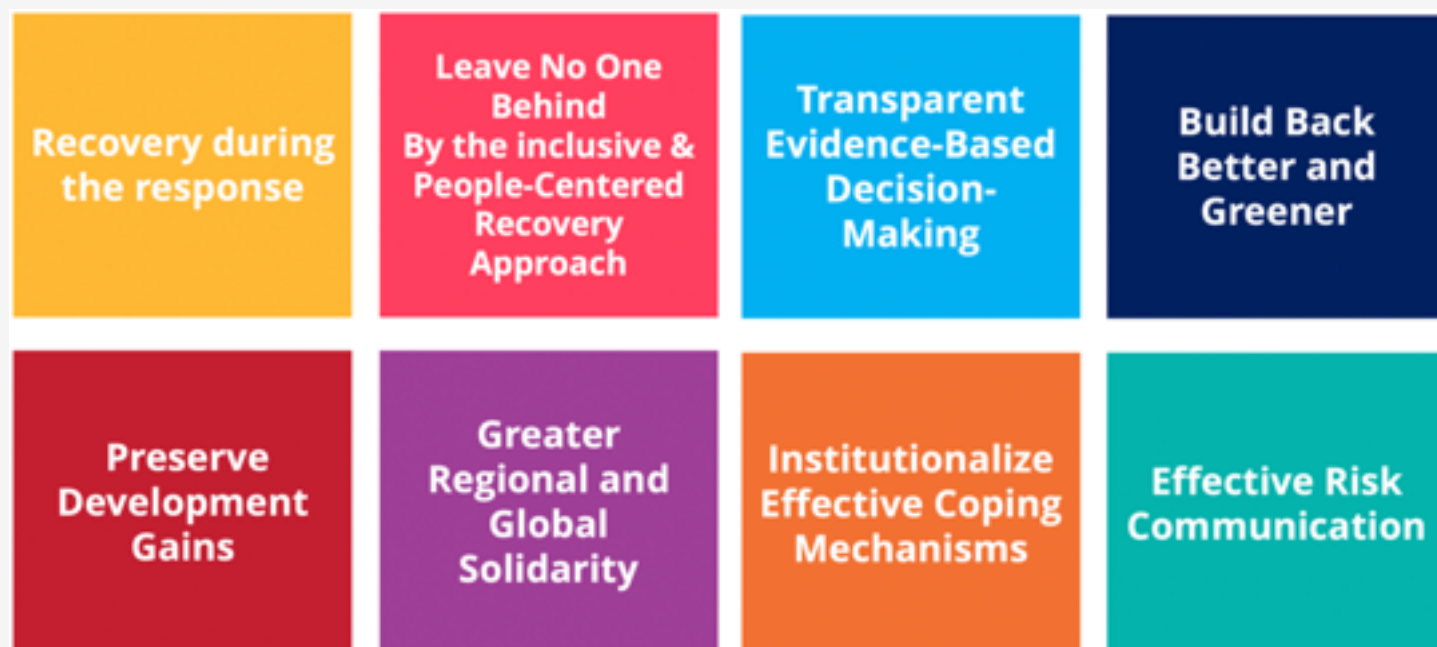 Recovery during
the response
Leave No One
Behind
By the inclusive &
People-Centered
Recovery
Approach
Transparent
Evidence-Based
Decision-
Making
Build Back
Better and
Greener
Preserve
Development
Gains
Greater
Regional and
Global
Solidarity
Institutionalize
Effective Coping
Mechanisms
Effective Risk
Communication